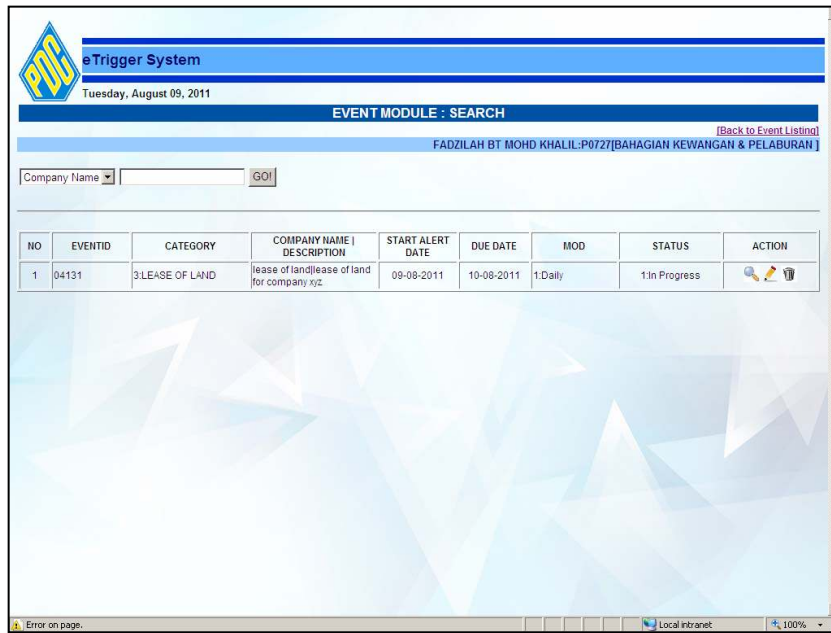 PDC
eTrigger System
Tuesday, August 09, 2011
EVENT MODULE : SEARCH
[Back to Event Listing]
FADZILAH BT MOHD KHALIL:P0727[BAHAGIAN KEWANGAN & PELABURAN ]
Company Name GO!
NO EVENTID CATEGORY COMPANY NAME | DESCRIPTION START ALERT DATE DUE DATE MOD STATUS ACTION
1 04131 3:LEASE OF LAND lease of land|lease of land for company xyz 09-08-2011 10-08-2011 1:Daily 1:In Progress
Error on page. Local intranet 100%